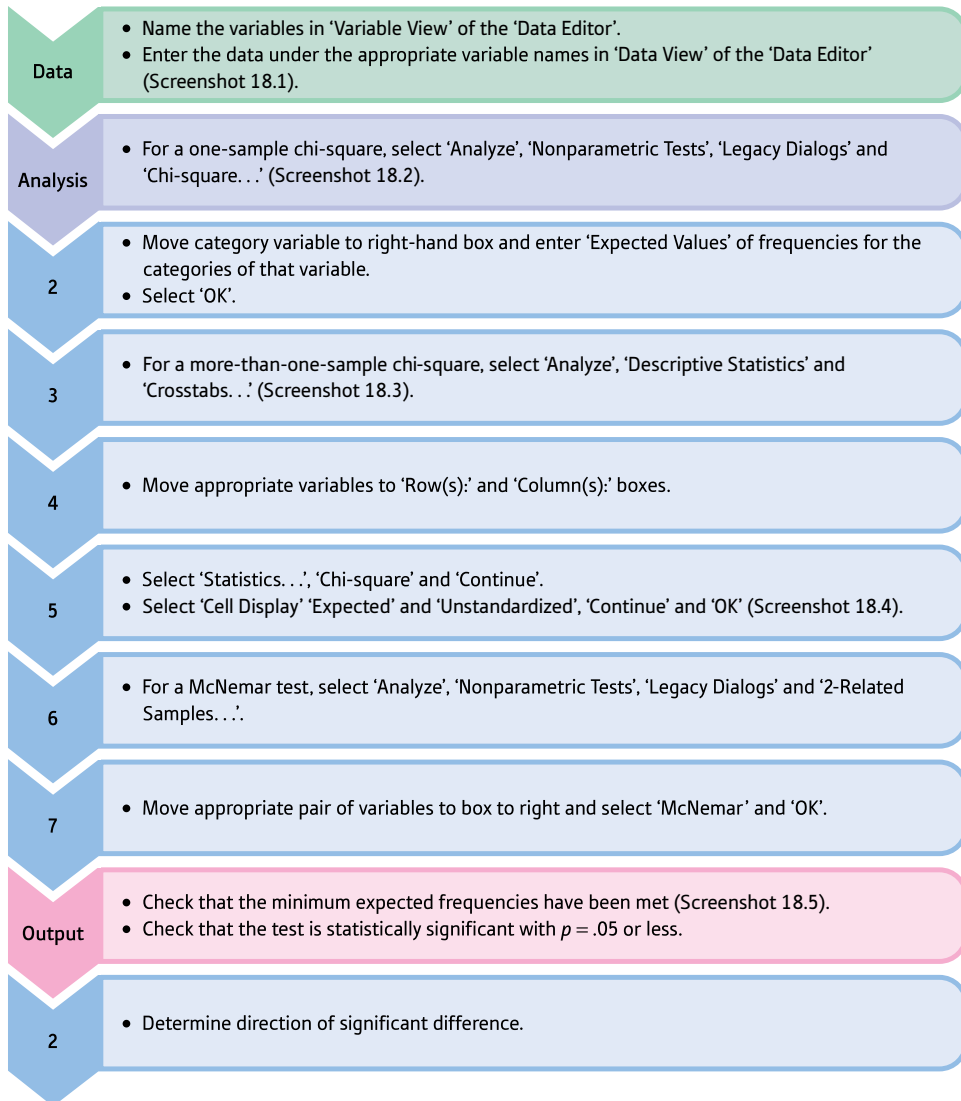 Data
• Name the variables in ‘Variable View’ of the ‘Data Editor’.
• Enter the data under the appropriate variable names in ‘Data View’ of the ‘Data Editor’
(Screenshot 18.1).
Analysis
• For a one-sample chi-square, select ‘Analyze’, ‘Nonparametric Tests’, ‘Legacy Dialogs’ and
‘Chi-square. . .’ (Screenshot 18.2).
2
• Move category variable to right-hand box and enter ‘Expected Values’ of frequencies for the
categories of that variable.
• Select ‘OK’.
3
• For a more-than-one-sample chi-square, select ‘Analyze’, ‘Descriptive Statistics’ and
‘Crosstabs. . .’ (Screenshot 18.3).
4
• Move appropriate variables to ‘Row(s):’ and ‘Column(s):’ boxes.
5
• Select ‘Statistics. . .’, ‘Chi-square’ and ‘Continue’.
• Select ‘Cell Display’ ‘Expected’ and ‘Unstandardized’, ‘Continue’ and ‘OK’ (Screenshot 18.4).
6
• For a McNemar test, select ‘Analyze’, ‘Nonparametric Tests’, ‘Legacy Dialogs’ and ‘2-Related
Samples. . .’.
7
• Move appropriate pair of variables to box to right and select ‘McNemar’ and ‘OK’.
Output
• Check that the minimum expected frequencies have been met (Screenshot 18.5).
• Check that the test is statistically significant with p = .05 or less.
2
• Determine direction of significant difference.